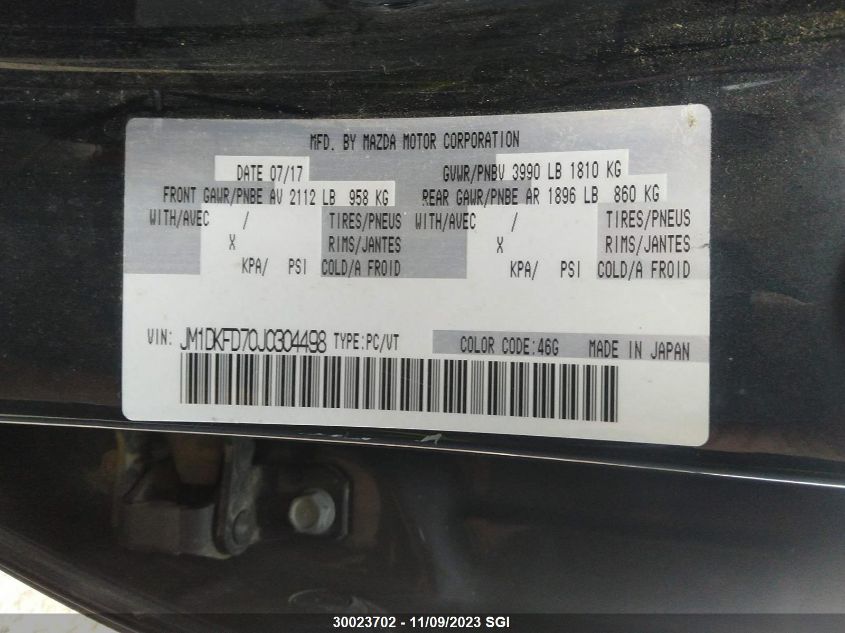 MFD. BY MAZDA MOTOR CORPORATION
DATE 07/17 GVWR/PNBV 3990 LB 1810 KG
FRONT GAWR/PNBE AV 2112 LB 958 KG REAR GAWR/PNBE AR 1896 LB 860 KG
WITH/AVEC / TIRES/PNEUS WITH/AVEC / TIRES/PNEUS
X RIMS/JANTES X RIMS/JANTES
KPA/ PSI COLD/A FROID KPA/ PSI COLD/A FROID
VIN: JM1DKFD70J0304498 TYPE:PC/VT COLOR CODE:46G MADE IN JAPAN
30023702 - 11/09/2023 SGI